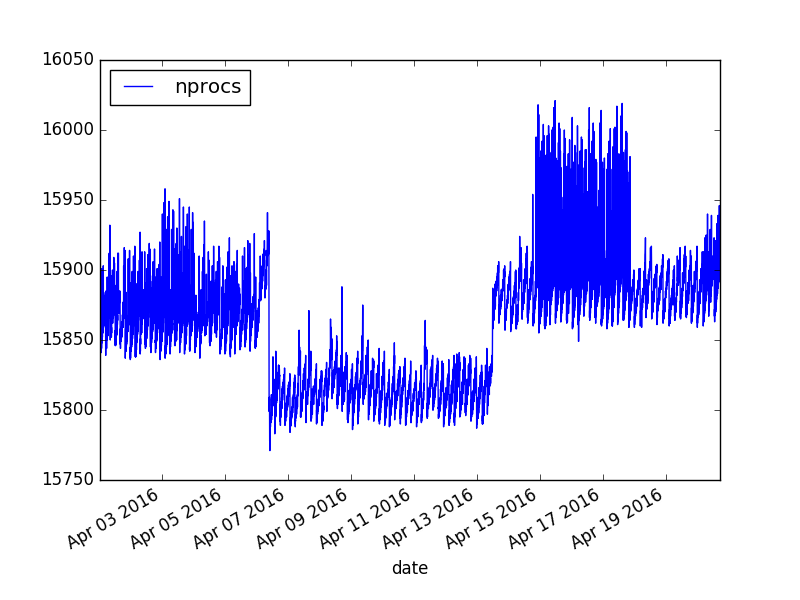 16050
16000
15950
15900
15850
15800
15750
nprocs
Apr 03 2016
Apr 05 2016
Apr 07 2016
Apr 09 2016
Apr 11 2016
Apr 13 2016
Apr 15 2016
Apr 17 2016
Apr 19 2016
date